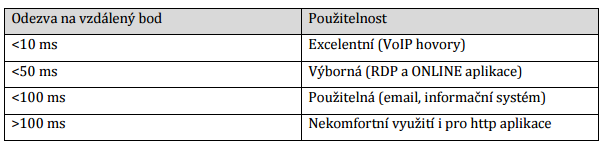 Odezva na vzdálený bod Použitelnost
<10 ms Excelentní (VoIP hovory)
<50 ms Výborná (RDP a ONLINE aplikace)
<100 ms Použitelná (email, informační systém)
>100 ms Nekomfortní využití i pro http aplikace